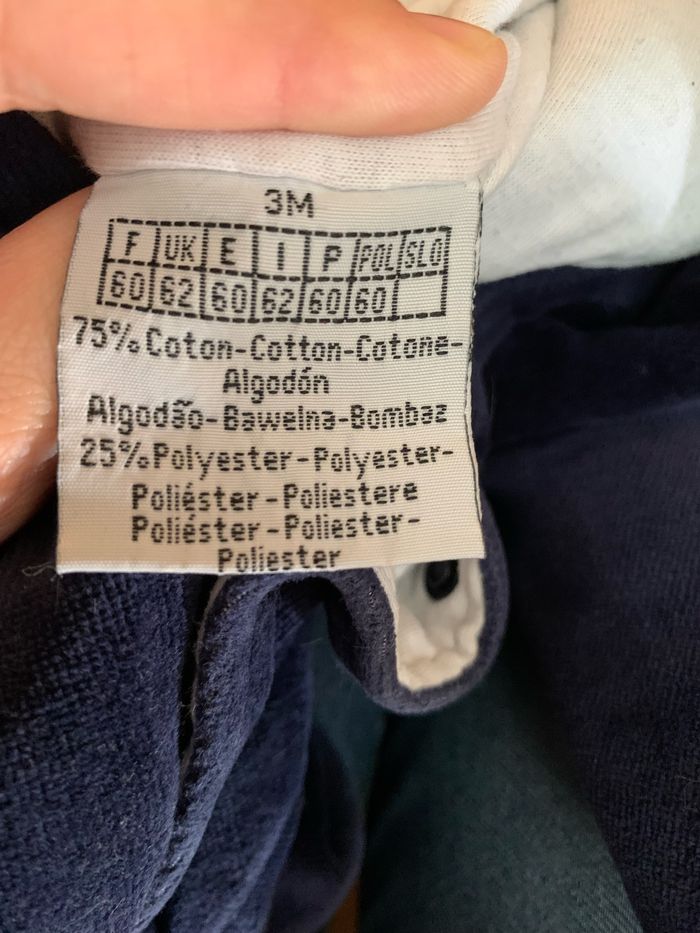 3M
F UK E I P POL SLO
60 62 60 62 60 60
75% Coton-Cotton-Cotone-
Algodón
Algodão-Bawelna-Bombaz
25% Polyester-Polyester-
Poliéster-Poliestere
Poliéster-Poliester-
Poliester